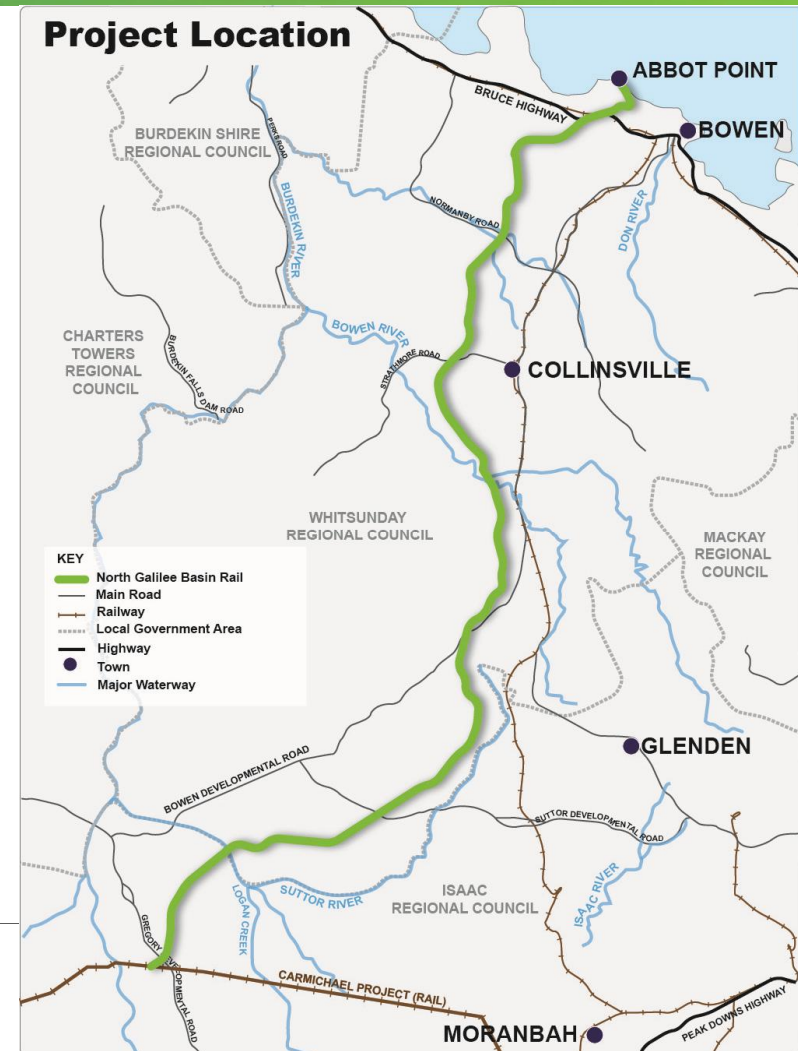 Project Location
ABBOT POINT
BRUCE HIGHWAY
BOWEN
PERKS ROAD
BURDEKIN SHIRE
REGIONAL COUNCIL
BURDEKIN RIVER
NORMANBY ROAD
DON RIVER
BOWEN RIVER
CHARTERS
TOWERS
REGIONAL
COUNCIL
BURDEKIN FALLS DAM ROAD
STRATHMORE ROAD
COLLINSVILLE
WHITSUNDAY
REGIONAL COUNCIL
MACKAY
REGIONAL
COUNCIL
KEY
North Galilee Basin Rail
Main Road
Railway
Local Government Area
Highway
Town
Major Waterway
BOWEN DEVELOPMENTAL ROAD
GLENDEN
SUTTOR DEVELOPMENTAL ROAD
SUTTOR RIVER
ISAAC
REGIONAL COUNCIL
ISAAC RIVER
LOGAN CREEK
GREGORY DEVELOPMENTAL ROAD
CARMICHAEL PROJECT (RAIL)
MORANBAH
PEAK DOWNS HIGHWAY